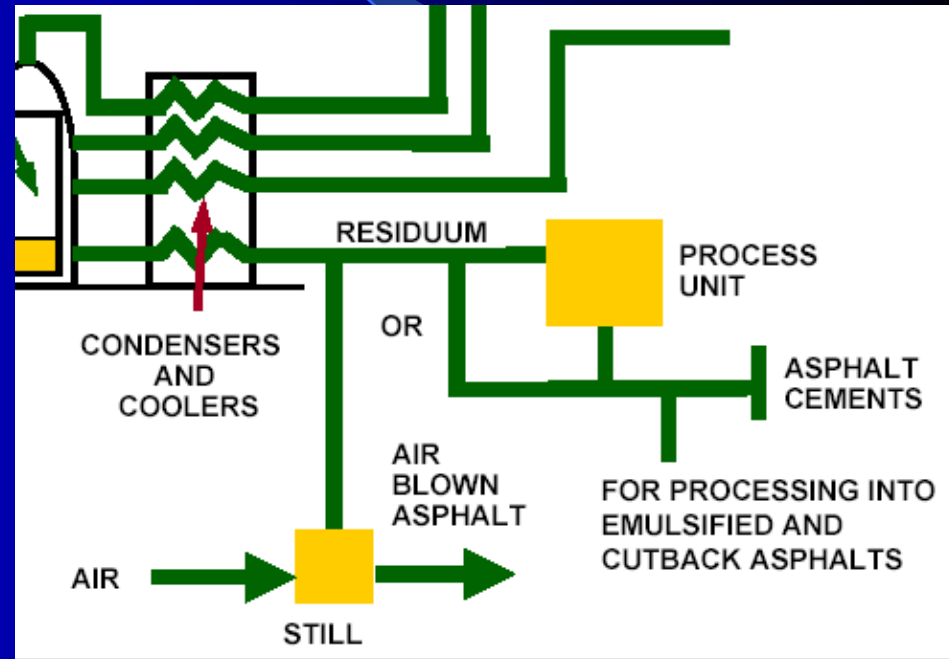 RESIDUUM
PROCESS
UNIT
OR
CONDENSERS
AND
COOLERS
ASPHALT
CEMENTS
AIR
BLOWN
ASPHALT
FOR PROCESSING INTO
EMULSIFIED AND
CUTBACK ASPHALTS
AIR
STILL